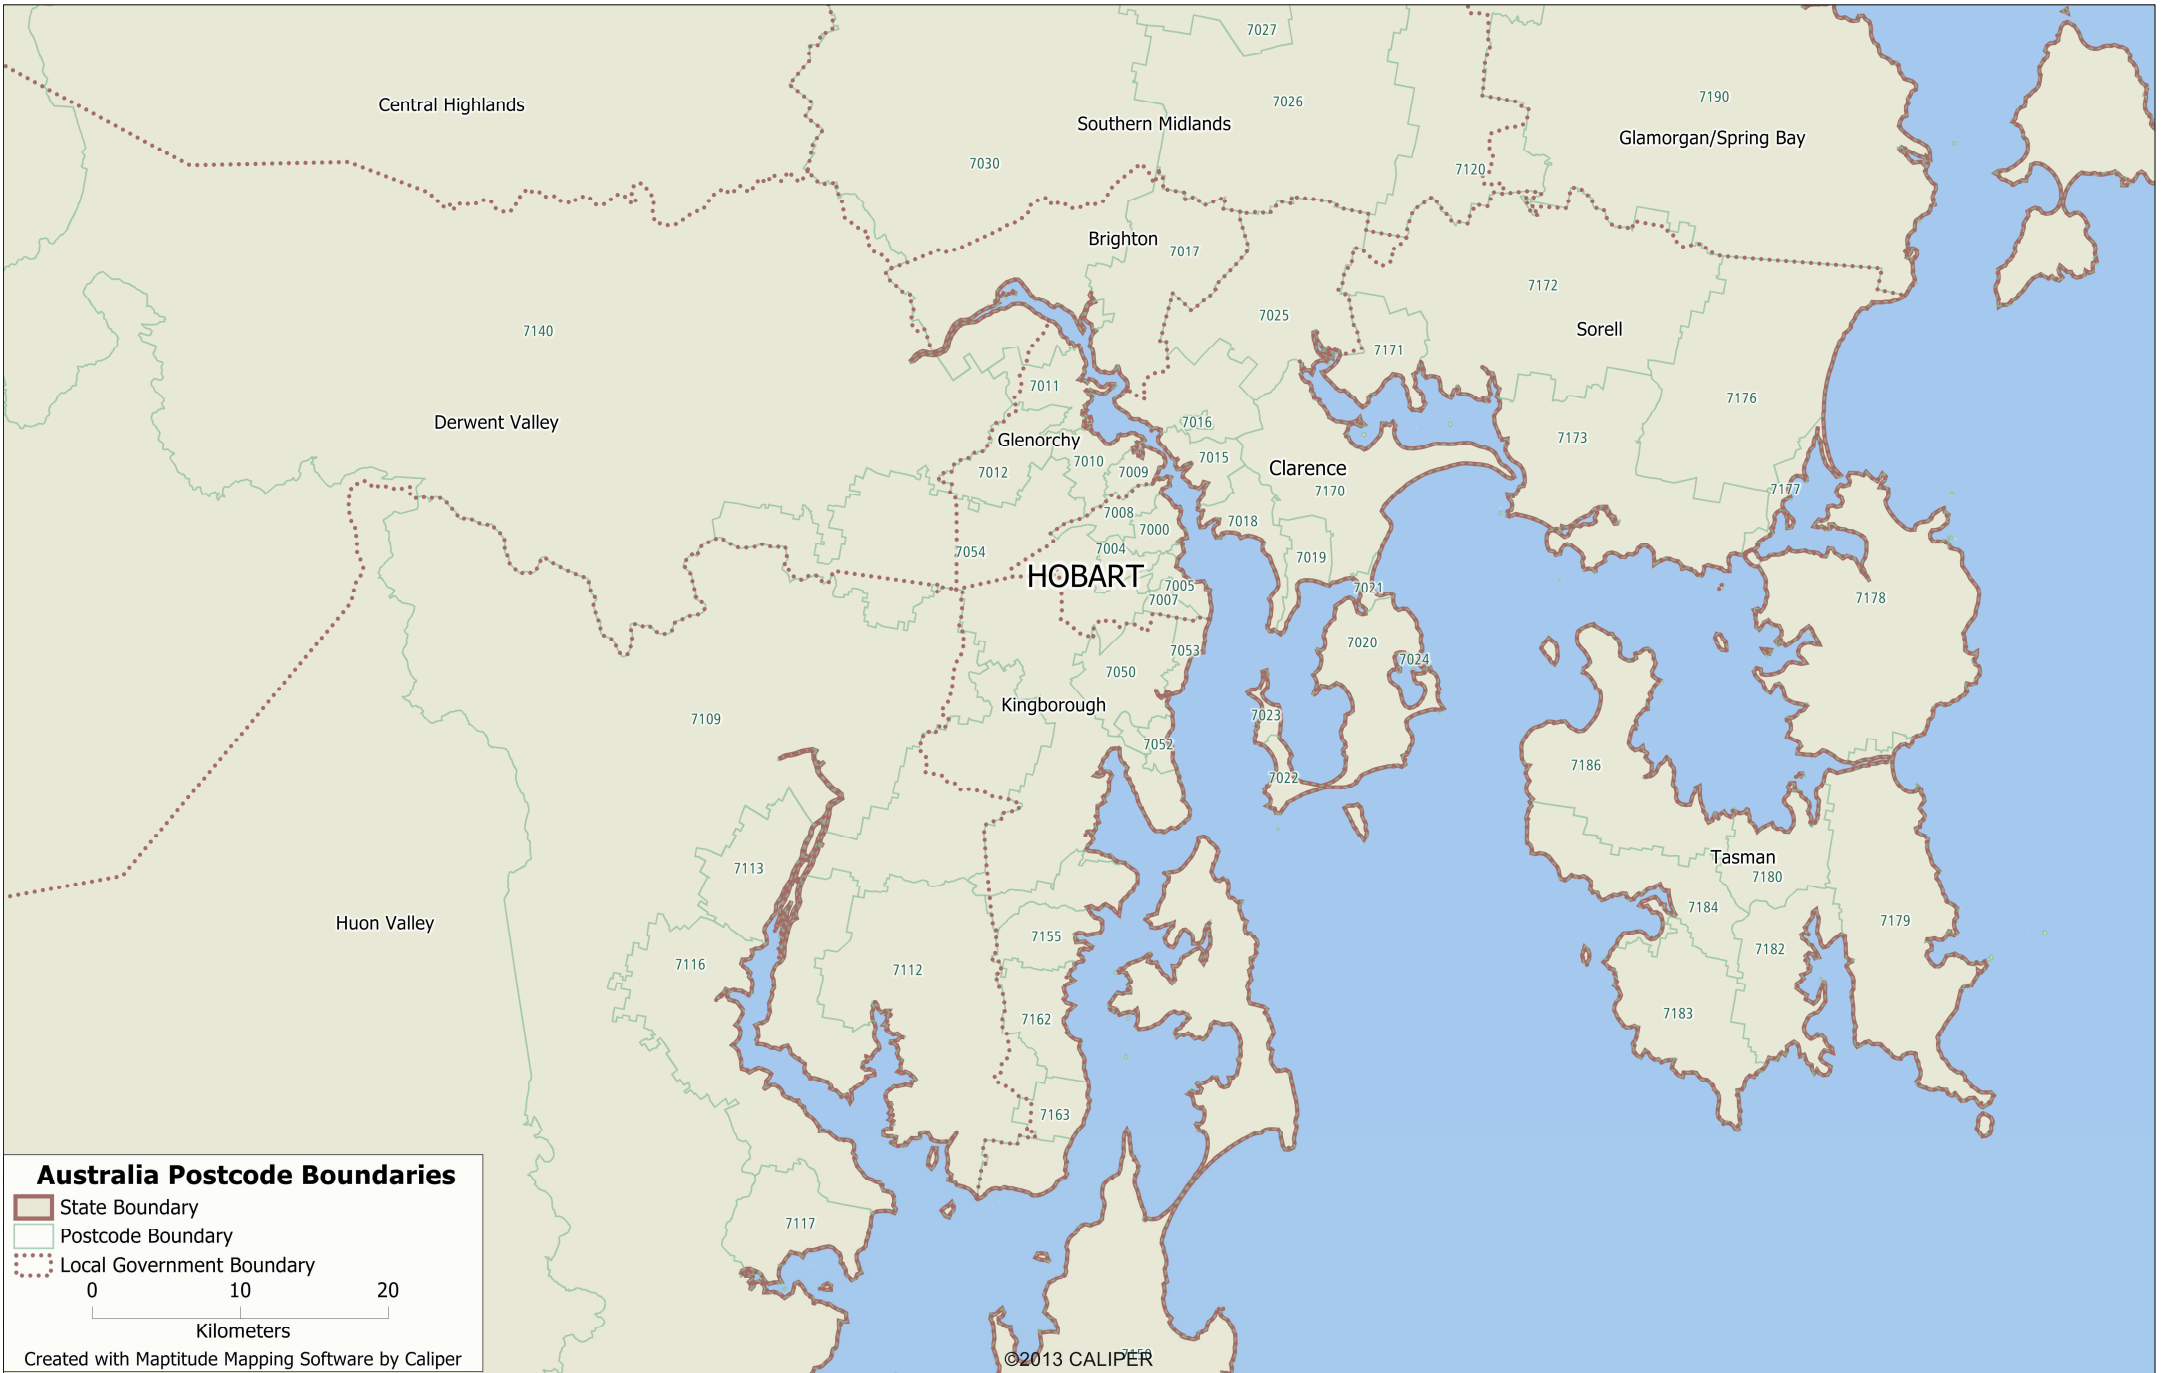 7027
Central Highlands
7026
7190
Southern Midlands
Glamorgan/Spring Bay
7030
7120
Brighton
7017
7172
7025
Sorell
7140
7171
7011
7176
Derwent Valley
7016
Glenorchy
7173
7015
7010
Clarence
7012
7009
7170
7177
7008
7018
7000
7004
7054
7019
HOBART
7005
7021
7007
7178
7020
7053
7024
7050
Kingborough
7023
7109
7052
7186
7022
Tasman
7113
7180
7184
Huon Valley
7179
7155
7182
7116
7112
7183
7162
7163
7117
Australia Postcode Boundaries
State Boundary
Postcode Boundary
Local Government Boundary
0 10 20
Kilometers
Created with Maptitude Mapping Software by Caliper
©2013 CALIPER